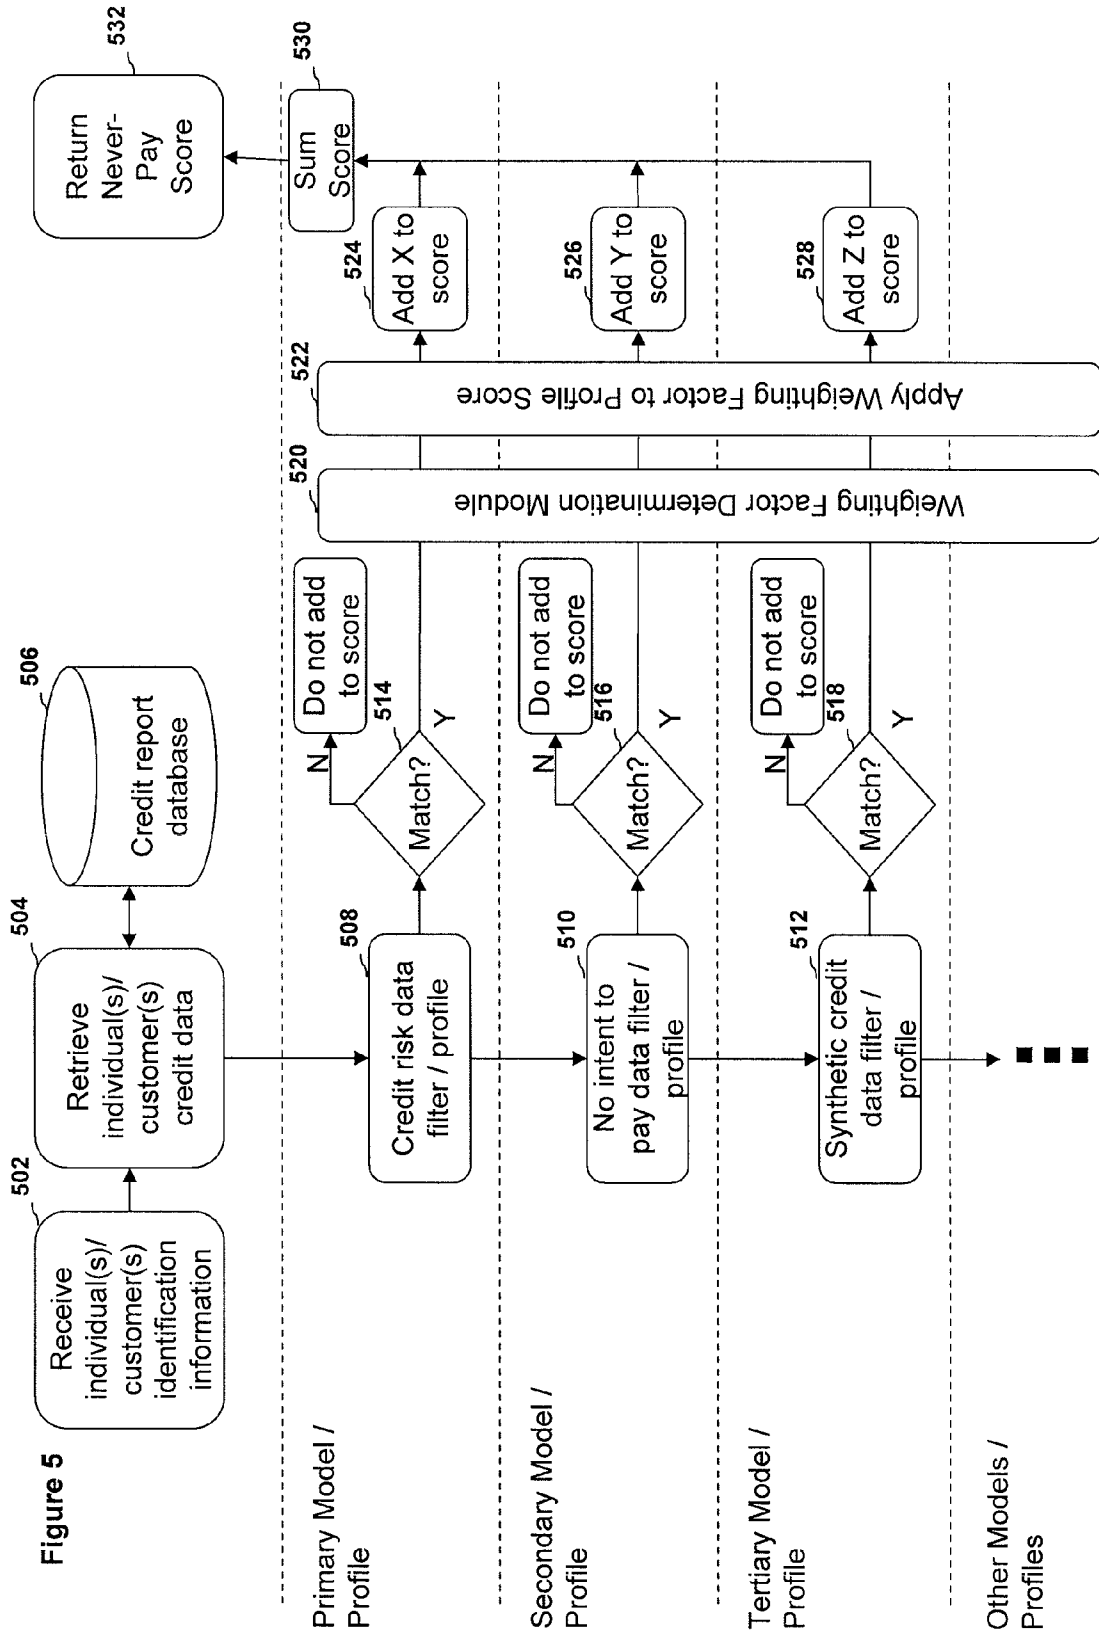 Figure 5
502
Receive
individual(s)/
customer(s)
identification
information
504
Retrieve
individual(s)/
customer(s)
credit data
506
Credit report
database
532
Return
Never-
Pay
Score
Primary Model /
Profile
508
Credit risk data
filter / profile
514
Match?
N
Do not add
to score
Y
520
Weighting Factor Determination Module
522
Apply Weighting Factor to Profile Score
524
Add X to
score
530
Sum
Score
Secondary Model /
Profile
510
No intent to
pay data filter /
profile
516
Match?
N
Do not add
to score
Y
526
Add Y to
score
Tertiary Model /
Profile
512
Synthetic credit
data filter /
profile
518
Match?
N
Do not add
to score
Y
528
Add Z to
score
Other Models /
Profiles